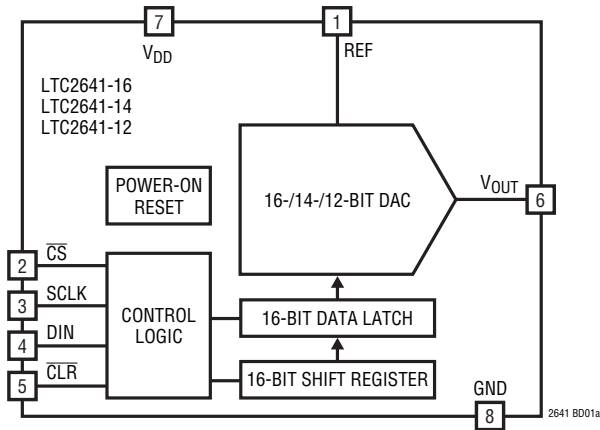 7
1
V_DD
REF
LTC2641-16
LTC2641-14
LTC2641-12
POWER-ON
RESET
16-/14-/12-BIT DAC
V_OUT
6
2
C̅S̅
3
SCLK
4
DIN
5
C̅L̅R̅
CONTROL
LOGIC
16-BIT DATA LATCH
16-BIT SHIFT REGISTER
GND
8
2641 BD01a